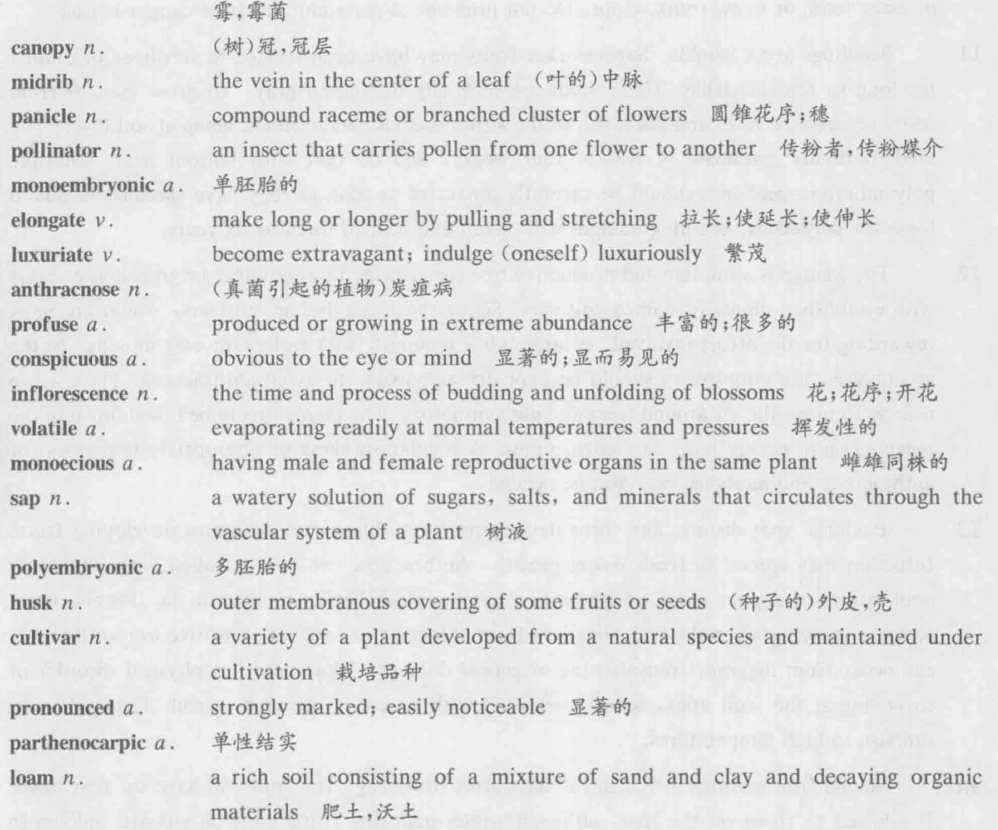 霉,霉菌
canopy n. (树)冠,冠层
midrib n. the vein in the center of a leaf (叶的)中脉
panicle n. compound raceme or branched cluster of flowers 圆锥花序;穗
pollinator n. an insect that carries pollen from one flower to another 传粉者,传粉媒介
monoembryonic a. 单胚胎的
elongate v. make long or longer by pulling and stretching 拉长;使延长;使伸长
luxuriate v. become extravagant; indulge (oneself) luxuriously 繁茂
anthracnose n. (真菌引起的植物)炭疽病
profuse a. produced or growing in extreme abundance 丰富的;很多的
conspicuous a. obvious to the eye or mind 显著的;显而易见的
inflorescence n. the time and process of budding and unfolding of blossoms 花;花序;开花
volatile a. evaporating readily at normal temperatures and pressures 挥发性的
monoecious a. having male and female reproductive organs in the same plant 雌雄同株的
sap n. a watery solution of sugars, salts, and minerals that circulates through the
vascular system of a plant 树液
polyembryonic a. 多胚胎的
husk n. outer membranous covering of some fruits or seeds (种子的)外皮,壳
cultivar n. a variety of a plant developed from a natural species and maintained under
cultivation 栽培品种
pronounced a. strongly marked; easily noticeable 显著的
parthenocarpic a. 单性结实
loam n. a rich soil consisting of a mixture of sand and clay and decaying organic
materials 肥土,沃土